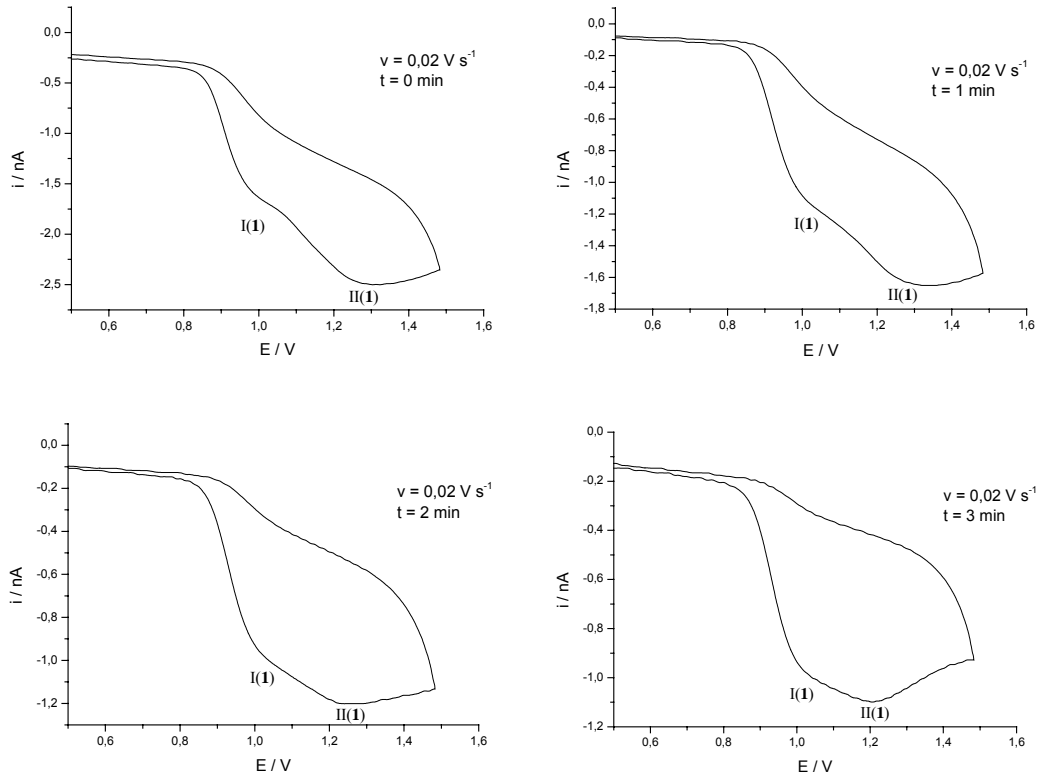 0,0
-0,5
-1,0
-1,5
-2,0
-2,5
i / nA
v = 0,02 V s⁻¹
t = 0 min
I(1)
II(1)
0,6 0,8 1,0 1,2 1,4 1,6
E / V
0,0
-0,2
-0,4
-0,6
-0,8
-1,0
-1,2
-1,4
-1,6
-1,8
i / nA
v = 0,02 V s⁻¹
t = 1 min
I(1)
II(1)
0,6 0,8 1,0 1,2 1,4 1,6
E / V
0,0
-0,2
-0,4
-0,6
-0,8
-1,0
-1,2
i / nA
v = 0,02 V s⁻¹
t = 2 min
I(1)
II(1)
0,6 0,8 1,0 1,2 1,4 1,6
E / V
0,0
-0,2
-0,4
-0,6
-0,8
-1,0
-1,2
i / nA
v = 0,02 V s⁻¹
t = 3 min
I(1)
II(1)
0,6 0,8 1,0 1,2 1,4 1,6
E / V